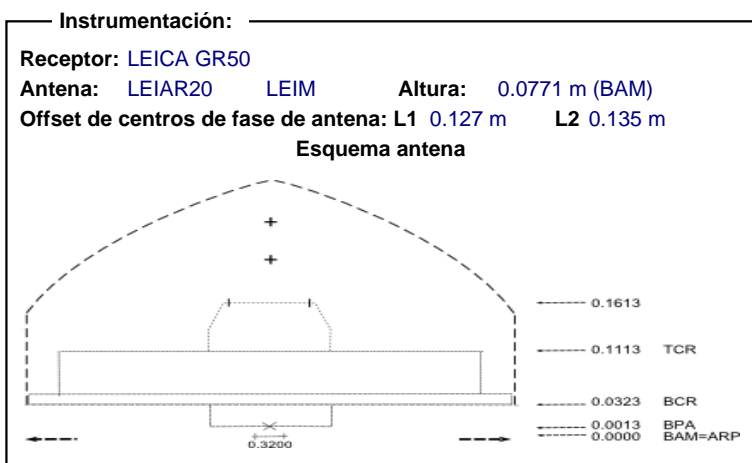 Instrumentación:
Receptor: LEICA GR50
Antena: LEIAR20 LEIM Altura: 0.0771 m (BAM)
Offset de centros de fase de antena: L1 0.127 m L2 0.135 m
Esquema antena
0.1613
0.1113 TCR
0.0323 BCR
0.0013 BPA
0.0000 BAM=ARP
0.3200